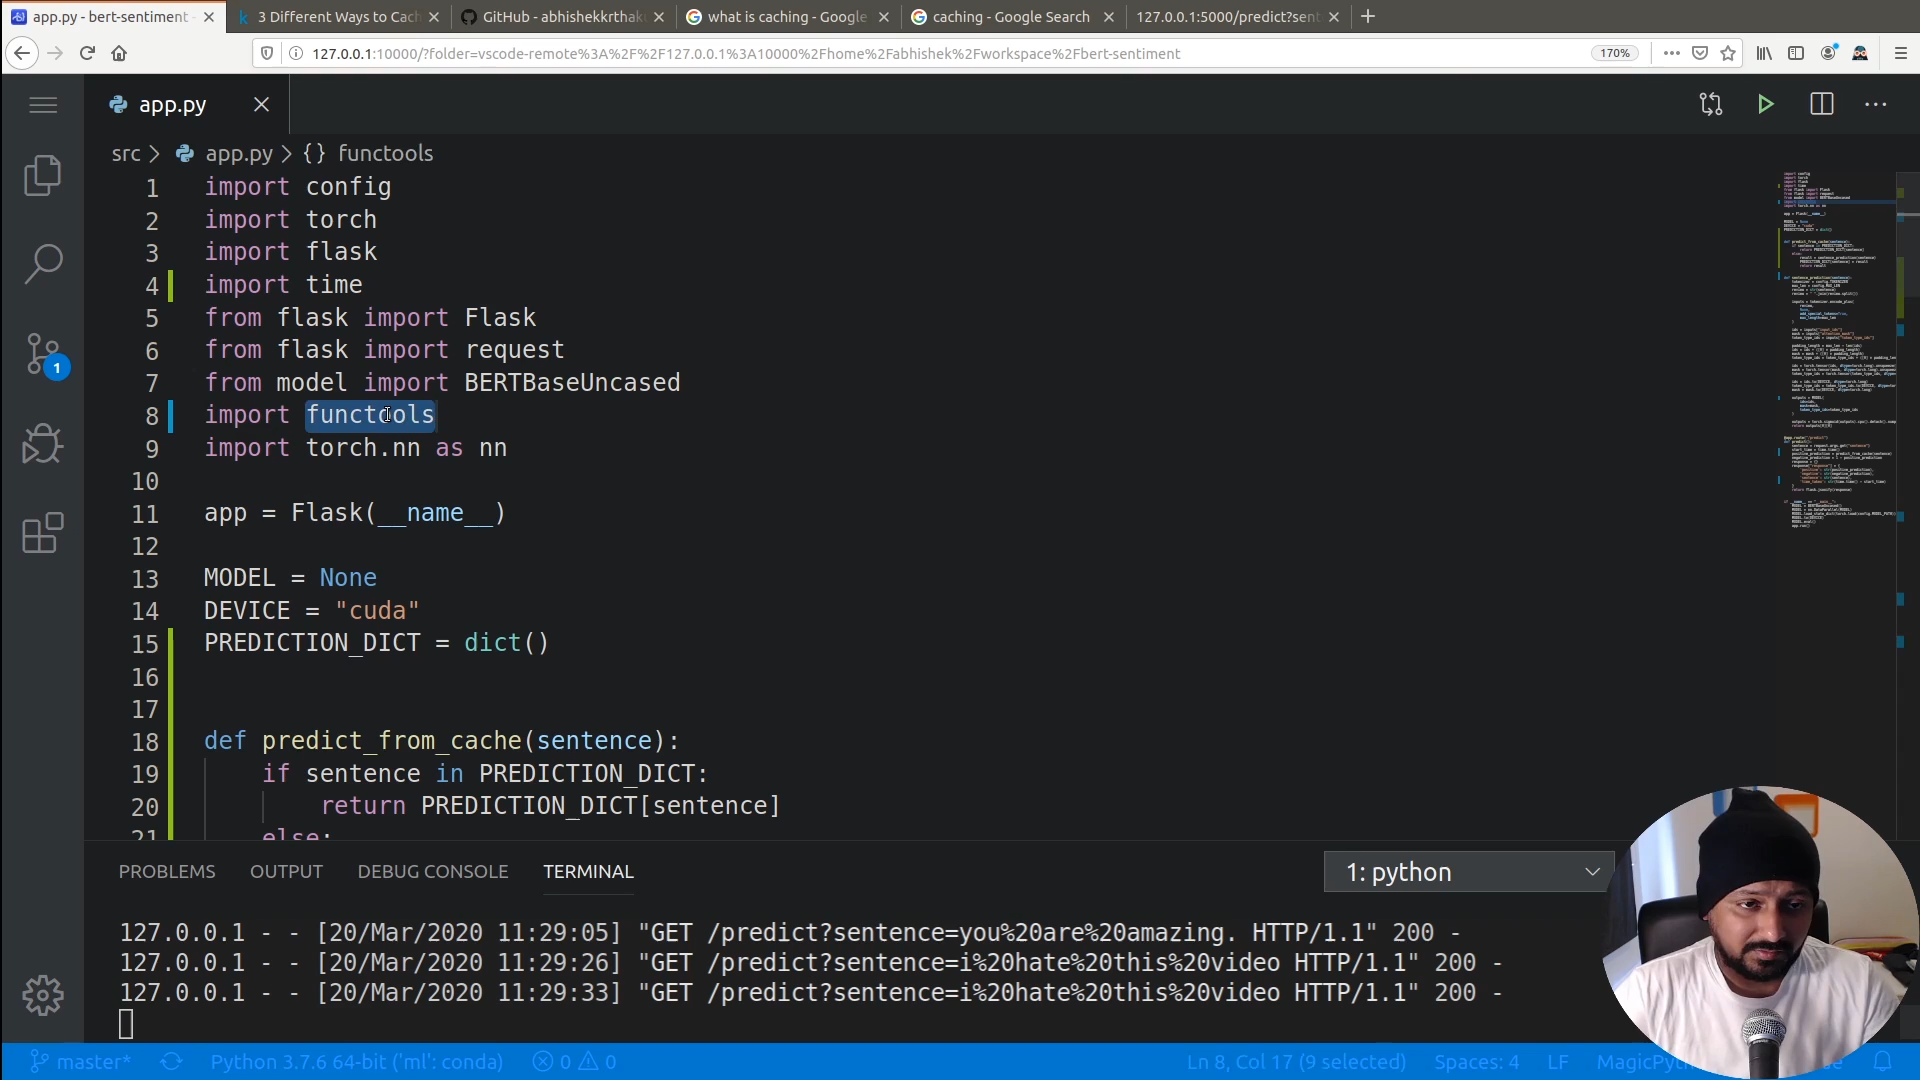 app.py - bert-sentiment -
3 Different Ways to Cach
GitHub - abhishekkrthak
what is caching - Google
caching - Google Search
127.0.0.1:5000/predict?sent
127.0.0.1:10000/?folder=vscode-remote%3A%2F%2F127.0.0.1%3A10000%2Fhome%2Fabhishek%2Fworkspace%2Fbert-sentiment
170%
app.py
src > app.py > {} functools
1 import config
2 import torch
3 import flask
4 import time
5 from flask import Flask
6 from flask import request
7 from model import BERTBaseUncased
8 import functools
9 import torch.nn as nn
10
11 app = Flask(__name__)
12
13 MODEL = None
14 DEVICE = "cuda"
15 PREDICTION_DICT = dict()
16
17
18 def predict_from_cache(sentence):
19 if sentence in PREDICTION_DICT:
20 return PREDICTION_DICT[sentence]
21 else:
1
PROBLEMS OUTPUT DEBUG CONSOLE TERMINAL
1: python
127.0.0.1 - - [20/Mar/2020 11:29:05] "GET /predict?sentence=you%20are%20amazing. HTTP/1.1" 200 -
127.0.0.1 - - [20/Mar/2020 11:29:26] "GET /predict?sentence=i%20hate%20this%20video HTTP/1.1" 200 -
127.0.0.1 - - [20/Mar/2020 11:29:33] "GET /predict?sentence=i%20hate%20this%20video HTTP/1.1" 200 -
master* Python 3.7.6 64-bit ('ml': conda) 0 0 Ln 8, Col 17 (9 selected) Spaces: 4 LF MagicPy